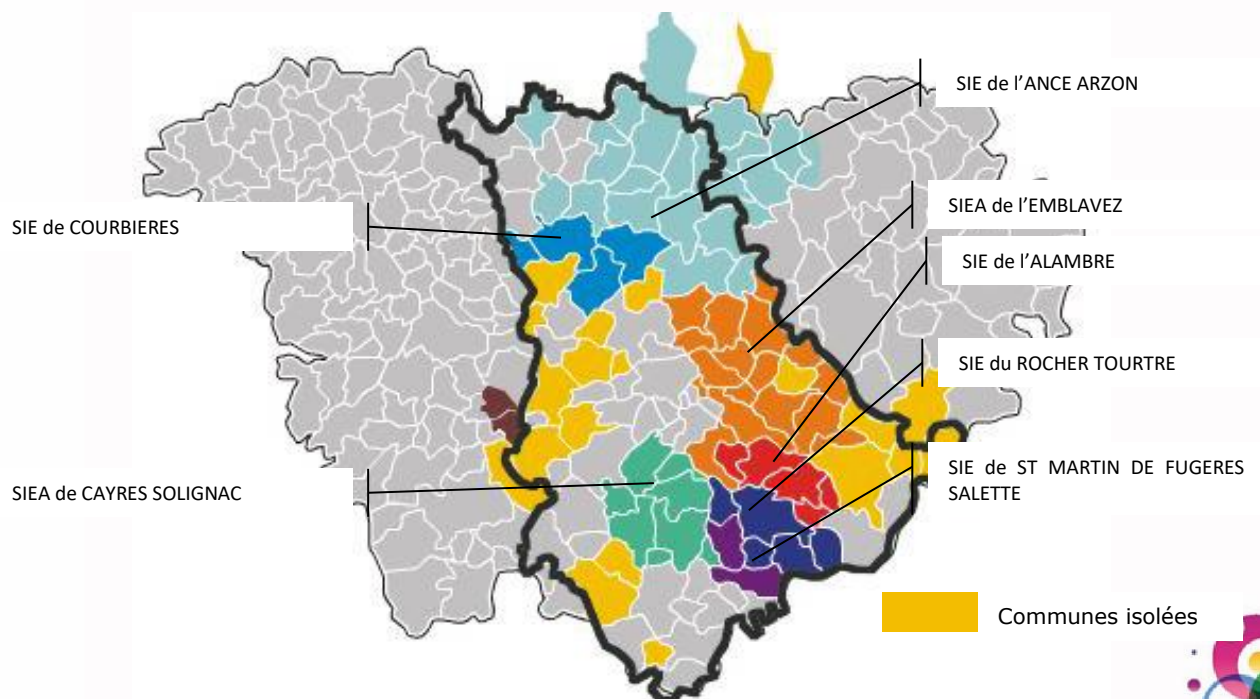 SIE de l’ANCE ARZON
SIEA de l’EMBLAVEZ
SIE de COURBIERES
SIE de l’ALAMBRE
SIE du ROCHER TOURTRE
SIE de ST MARTIN DE FUGERES
SALETTE
SIEA de CAYRES SOLIGNAC
Communes isolées